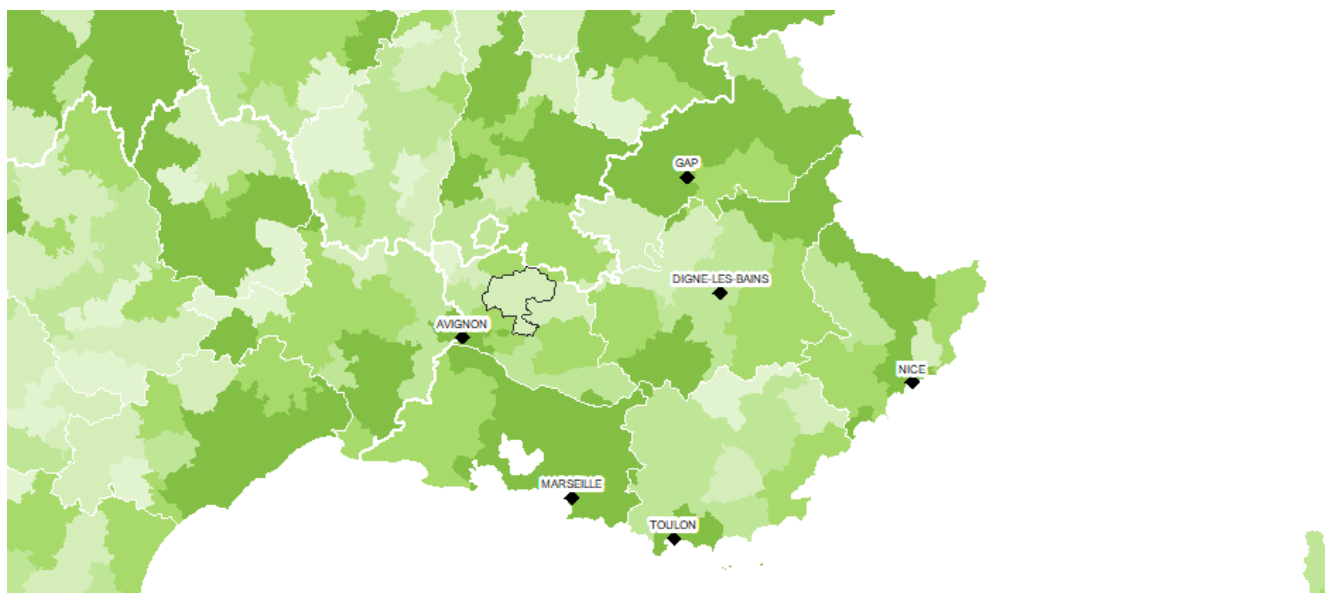 GAP
DIGNE-LES-BAINS
AVIGNON
NICE
MARSEILLE
TOULON